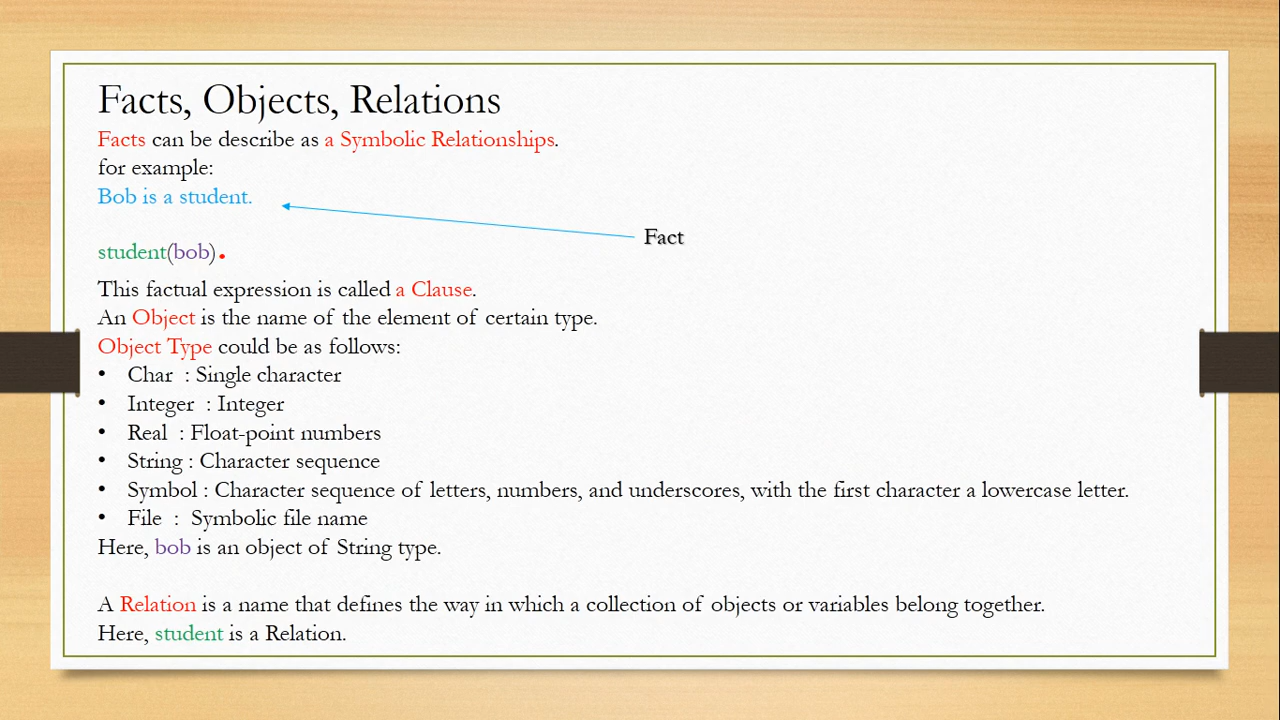 Facts, Objects, Relations
Facts can be describe as a Symbolic Relationships.
for example:
Bob is a student.
Fact
student(bob).
This factual expression is called a Clause.
An Object is the name of the element of certain type.
Object Type could be as follows:
• Char : Single character
• Integer : Integer
• Real : Float-point numbers
• String : Character sequence
• Symbol : Character sequence of letters, numbers, and underscores, with the first character a lowercase letter.
• File : Symbolic file name
Here, bob is an object of String type.
A Relation is a name that defines the way in which a collection of objects or variables belong together.
Here, student is a Relation.